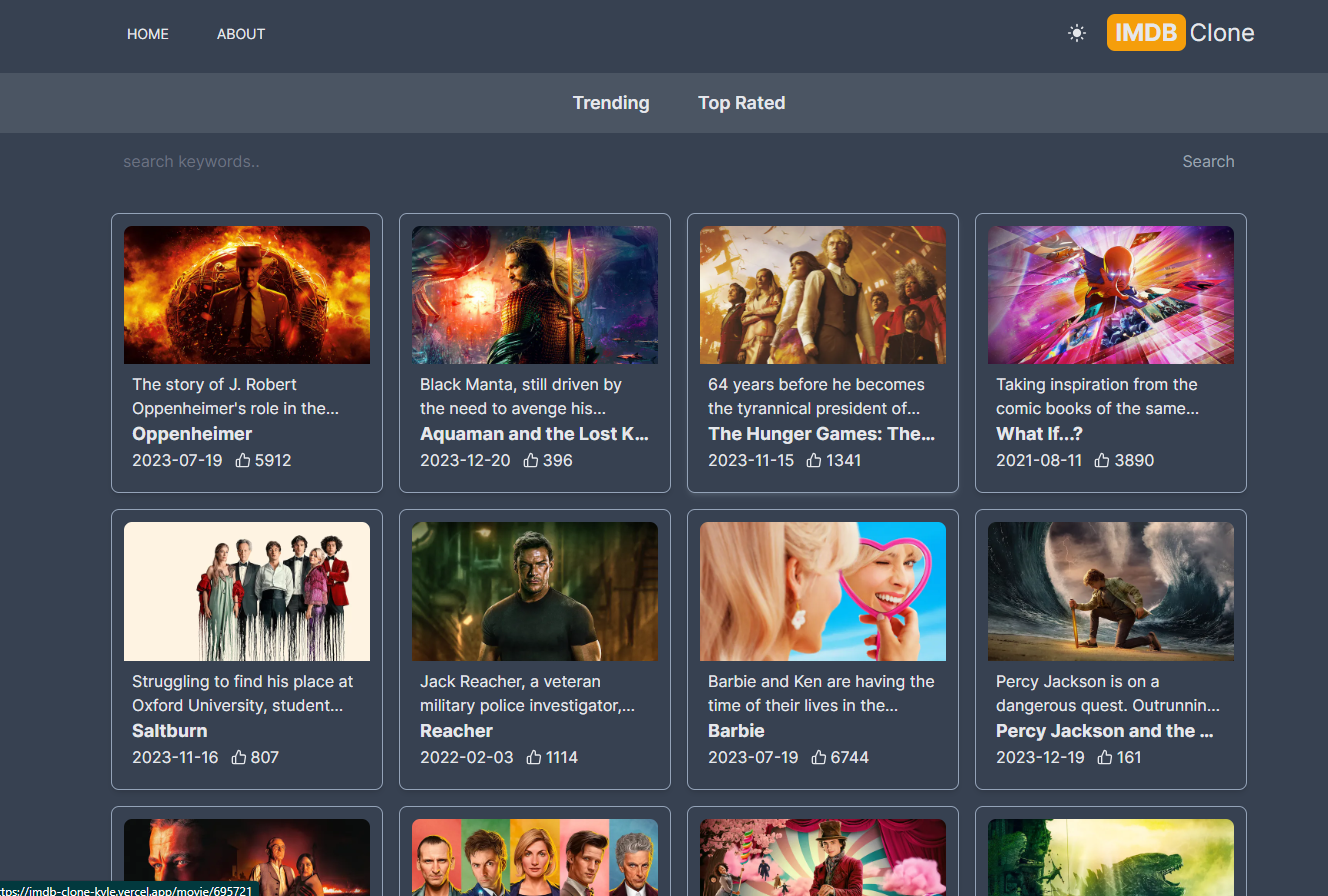 HOME ABOUT IMDB Clone
Trending Top Rated
search keywords.. Search
The story of J. Robert
Oppenheimer's role in the...
Oppenheimer
2023-07-19 5912
Black Manta, still driven by
the need to avenge his...
Aquaman and the Lost K...
2023-12-20 396
64 years before he becomes
the tyrannical president of...
The Hunger Games: The...
2023-11-15 1341
Taking inspiration from the
comic books of the same...
What If...?
2021-08-11 3890
Struggling to find his place at
Oxford University, student...
Saltburn
2023-11-16 807
Jack Reacher, a veteran
military police investigator,...
Reacher
2022-02-03 1114
Barbie and Ken are having the
time of their lives in the...
Barbie
2023-07-19 6744
Percy Jackson is on a
dangerous quest. Outrunnin...
Percy Jackson and the ...
2023-12-19 161
ttps://imdb-clone-kyle.vercel.app/movie/695721